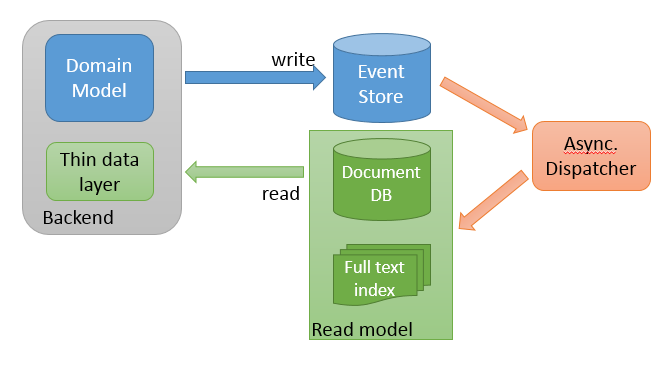 Domain
Model
Thin data
layer
Backend
write
read
Event
Store
Document
DB
Full text
index
Read model
Async.
Dispatcher